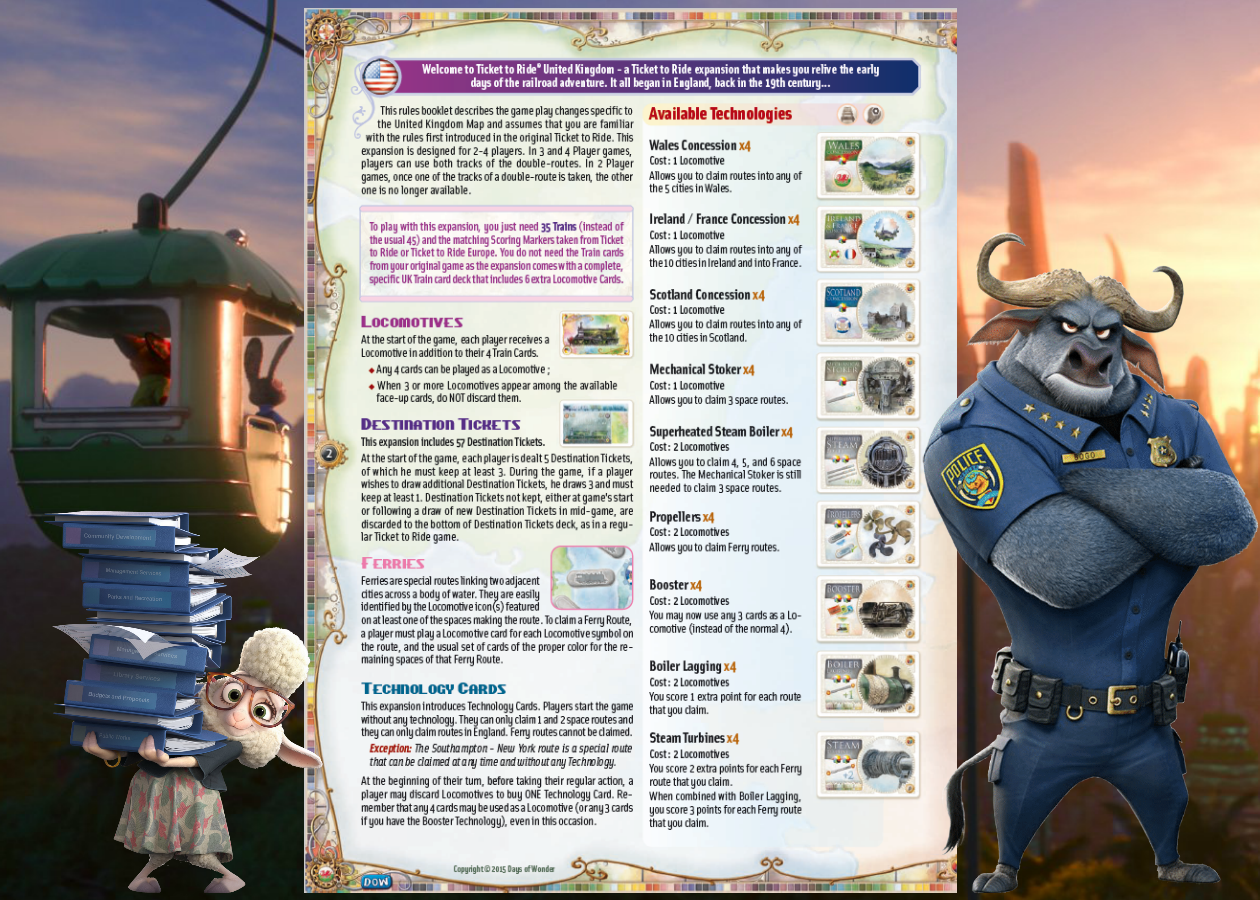 Welcome to Ticket to Ride® United Kingdom - a Ticket to Ride expansion that makes you relive the early
days of the railroad adventure. It all began in England, back in the 19th century...
This rules booklet describes the game play changes specific to
the United Kingdom Map and assumes that you are familiar
with the rules first introduced in the original Ticket to Ride. This
expansion is designed for 2-4 players. In 3 and 4 Player games,
players can use both tracks of the double-routes. In 2 Player
games, once one of the tracks of a double-route is taken, the other
one is no longer available.
To play with this expansion, you just need 35 Trains (instead of
the usual 45) and the matching Scoring Markers taken from Ticket
to Ride or Ticket to Ride Europe. You do not need the Train cards
from your original game as the expansion comes with a complete,
specific UK Train card deck that includes 6 extra Locomotive Cards.
LOCOMOTIVES
At the start of the game, each player receives a
Locomotive in addition to their 4 Train Cards.
◆ Any 4 cards can be played as a Locomotive ;
◆ When 3 or more Locomotives appear among the available
face-up cards, do NOT discard them.
DESTINATION TICKETS
This expansion includes 57 Destination Tickets.
At the start of the game, each player is dealt 5 Destination Tickets,
of which he must keep at least 3. During the game, if a player
wishes to draw additional Destination Tickets, he draws 3 and must
keep at least 1. Destination Tickets not kept, either at game's start
or following a draw of new Destination Tickets in mid-game, are
discarded to the bottom of Destination Tickets deck, as in a regu-
lar Ticket to Ride game.
2
FERRIES
Ferries are special routes linking two adjacent
cities across a body of water. They are easily
identified by the Locomotive icon(s) featured
on at least one of the spaces making the route. To claim a Ferry Route,
a player must play a Locomotive card for each Locomotive symbol on
the route, and the usual set of cards of the proper color for the re-
maining spaces of that Ferry Route.
TECHNOLOGY CARDS
This expansion introduces Technology Cards. Players start the game
without any technology. They can only claim 1 and 2 space routes and
they can only claim routes in England. Ferry routes cannot be claimed.
Exception: The Southampton - New York route is a special route
that can be claimed at any time and without any Technology.
At the beginning of their turn, before taking their regular action, a
player may discard Locomotives to buy ONE Technology Card. Re-
member that any 4 cards may be used as a Locomotive (or any 3 cards
if you have the Booster Technology), even in this occasion.
Available Technologies
Wales Concession x4
Cost: 1 Locomotive
Allows you to claim routes into any of
the 5 cities in Wales.
WALES
Ireland / France Concession x4
Cost: 1 Locomotive
Allows you to claim routes into any of
the 10 cities in Ireland and into France.
IRELAND
FRANCE
Scotland Concession x4
Cost: 1 Locomotive
Allows you to claim routes into any of
the 10 cities in Scotland.
SCOTLAND
Mechanical Stoker x4
Cost: 1 Locomotive
Allows you to claim 3 space routes.
STOKER
Superheated Steam Boiler x4
Cost: 2 Locomotives
Allows you to claim 4, 5, and 6 space
routes. The Mechanical Stoker is still
needed to claim 3 space routes.
STEAM
Propellers x4
Cost: 2 Locomotives
Allows you to claim Ferry routes.
PROPELLERS
Booster x4
Cost: 2 Locomotives
You may now use any 3 cards as a Lo-
comotive (instead of the normal 4).
BOOSTER
Boiler Lagging x4
Cost: 2 Locomotives
You score 1 extra point for each route
that you claim.
BOILER
+1
Steam Turbines x4
Cost: 2 Locomotives
You score 2 extra points for each Ferry
route that you claim.
When combined with Boiler Lagging,
you score 3 points for each Ferry route
that you claim.
STEAM
+2
Copyright © 2015 Days of Wonder
DOW
Community Development
Management Services
Parks and Recreation
Library Services
Budgets and Proposals
POLICE
BOGO